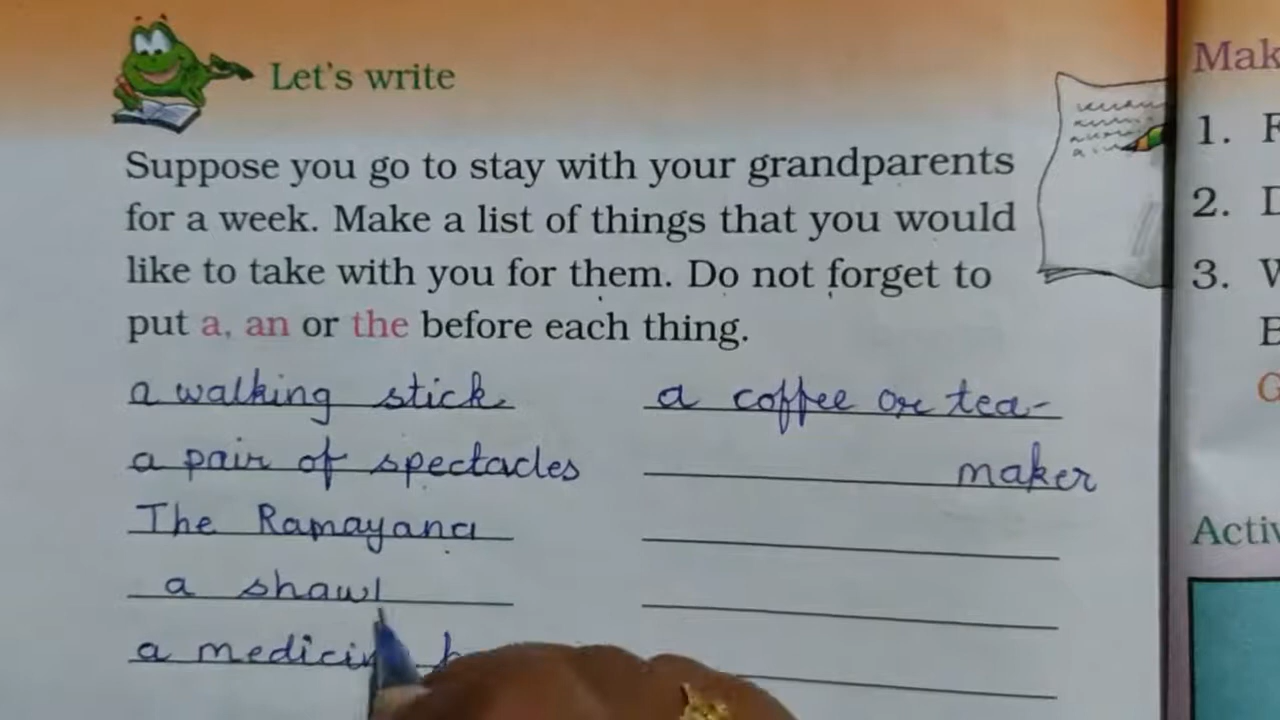 Let's write
Suppose you go to stay with your grandparents
for a week. Make a list of things that you would
like to take with you for them. Do not forget to
put a, an or the before each thing.
a walking stick
a pair of spectacles
The Ramayana
a shawl
a
a coffee or tea-
maker
Mak
1. F
2.
3. W
E
G
Activ